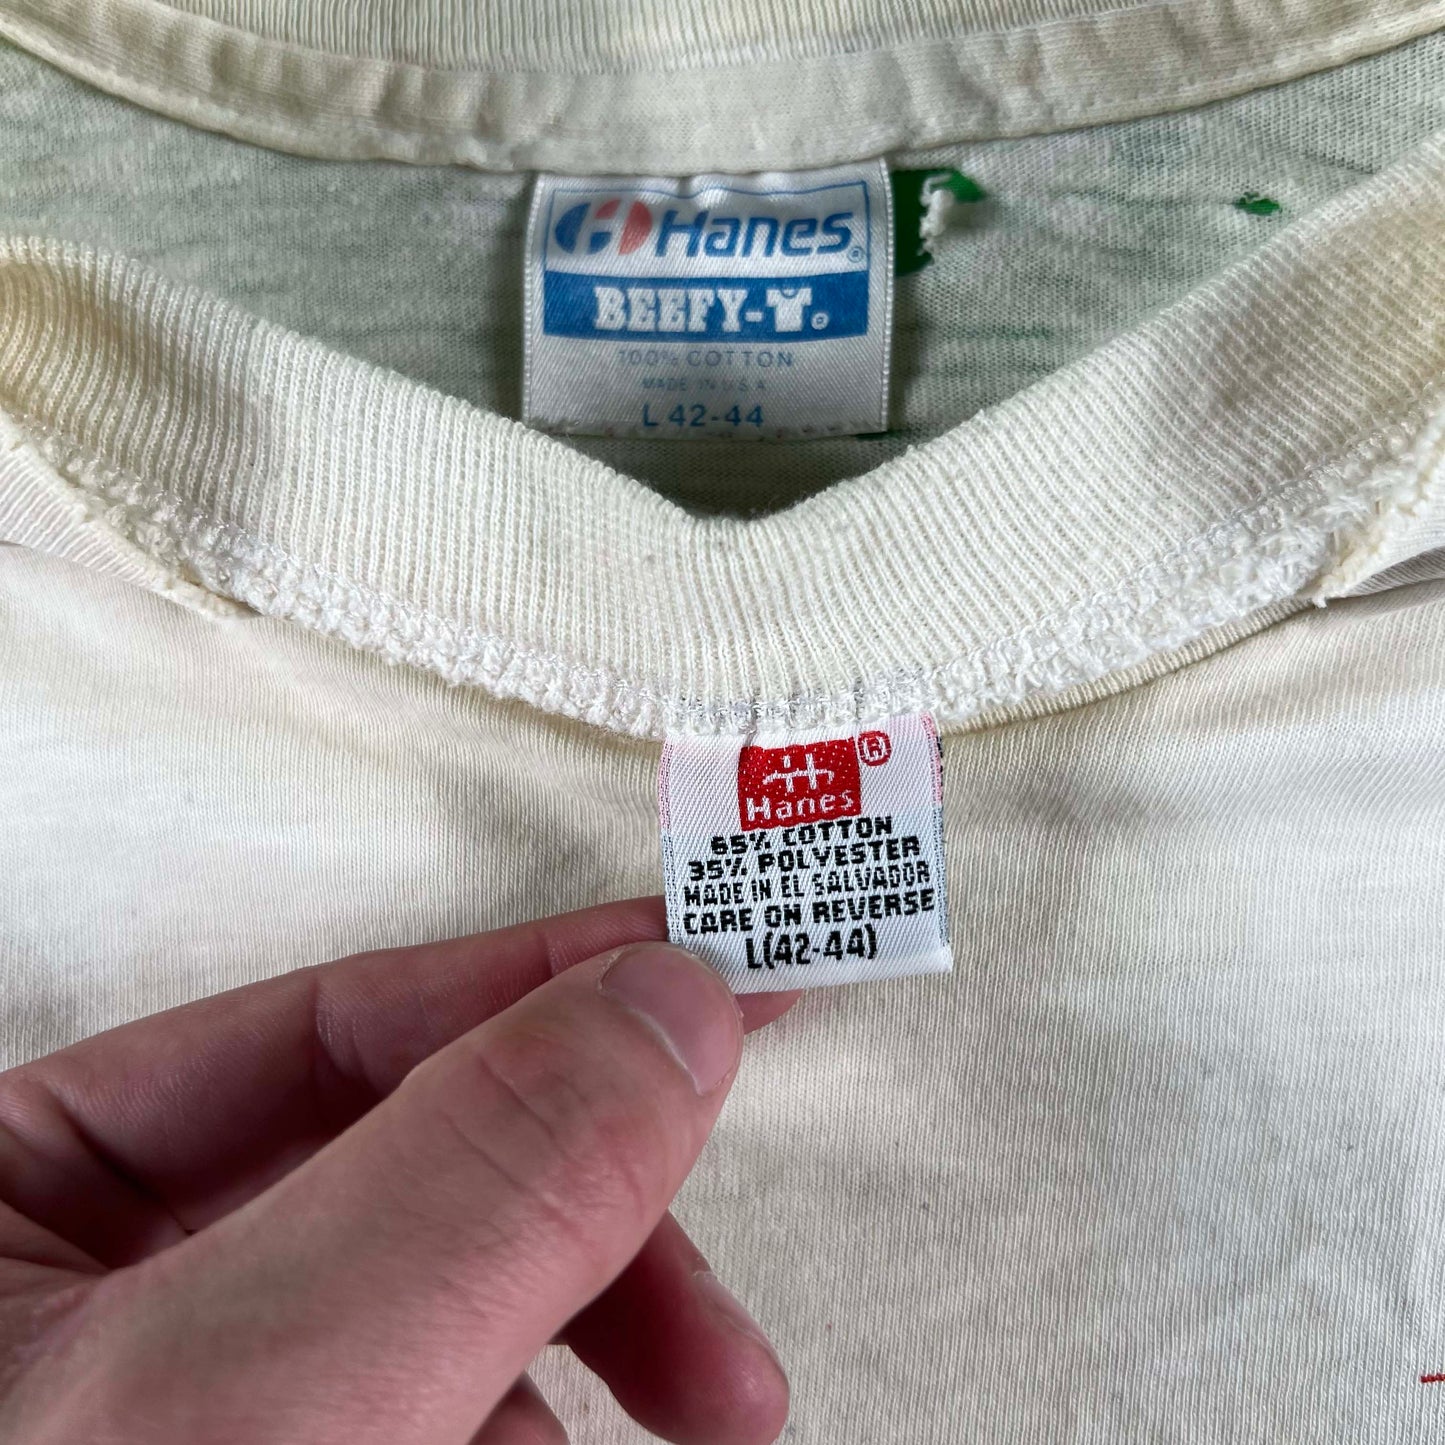 Hanes®
BEEFY-T®
100% COTTON
MADE IN U.S.A.
L 42-44
®
Hanes
65% COTTON
35% POLYESTER
MADE IN EL SALVADOR
CARE ON REVERSE
L(42-44)